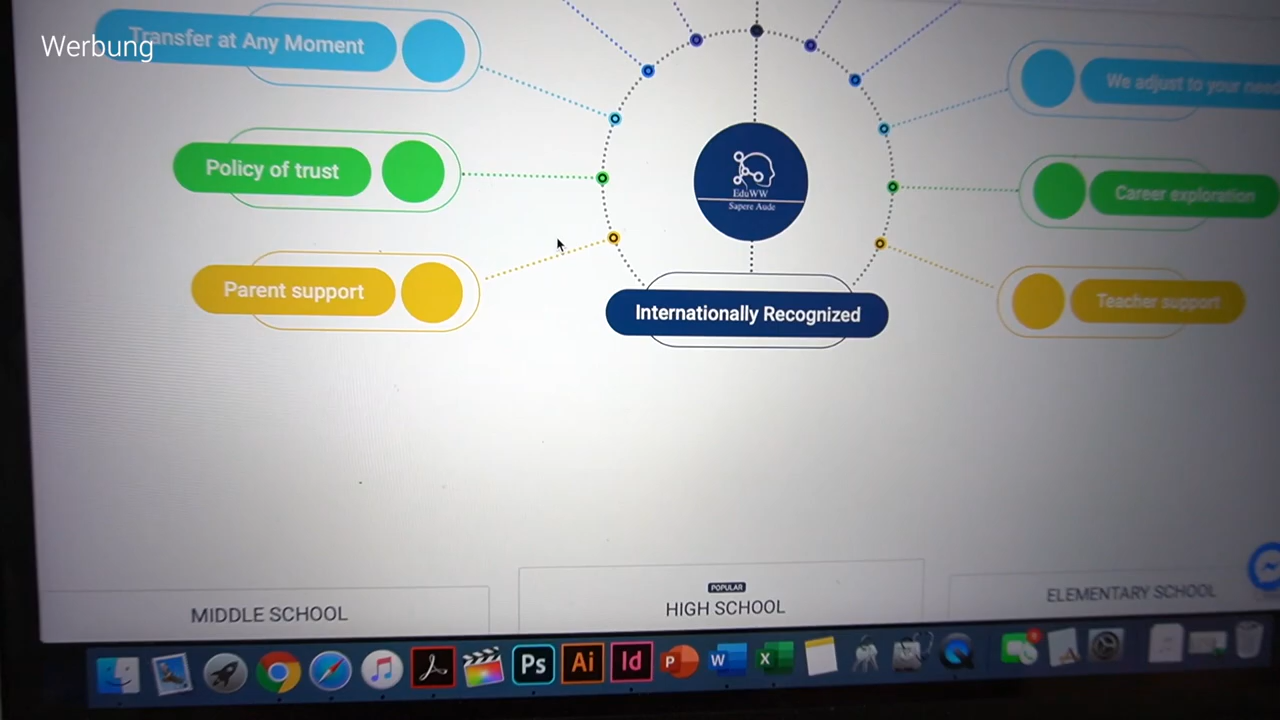 Werbung
Transfer at Any Moment
We adjust to your need
Policy of trust
Career exploration
EduWW
Sapere Aude
Parent support
Internationally Recognized
Teacher support
POPULAR
MIDDLE SCHOOL
HIGH SCHOOL
ELEMENTARY SCHOOL
Ps
Ai
Id
P
W
X